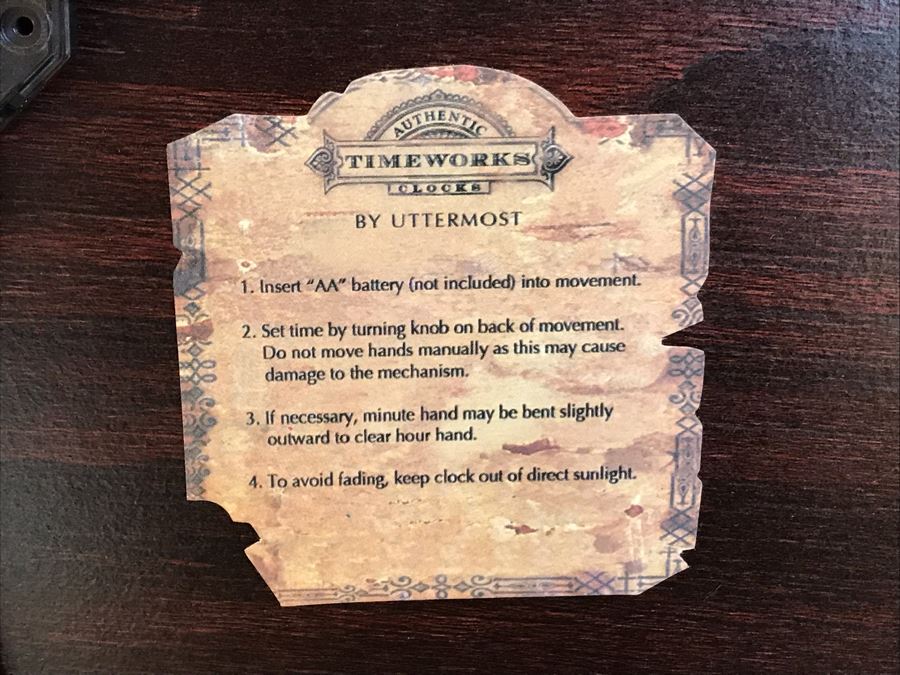 AUTHENTIC
TIMEWORKS
CLOCKS
BY UTTERMOST
1. Insert “AA” battery (not included) into movement.
2. Set time by turning knob on back of movement.
Do not move hands manually as this may cause
damage to the mechanism.
3. If necessary, minute hand may be bent slightly
outward to clear hour hand.
4. To avoid fading, keep clock out of direct sunlight.